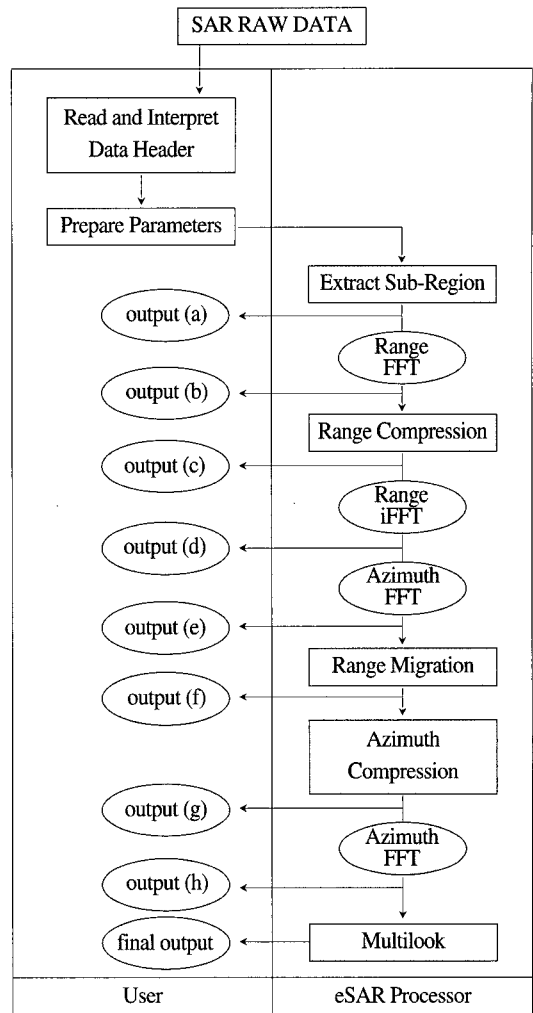 SAR RAW DATA
Read and Interpret
Data Header
Prepare Parameters
Extract Sub-Region
output (a)
Range
FFT
output (b)
Range Compression
output (c)
Range
iFFT
output (d)
Azimuth
FFT
output (e)
Range Migration
output (f)
Azimuth
Compression
output (g)
Azimuth
FFT
output (h)
final output
Multilook
User
eSAR Processor